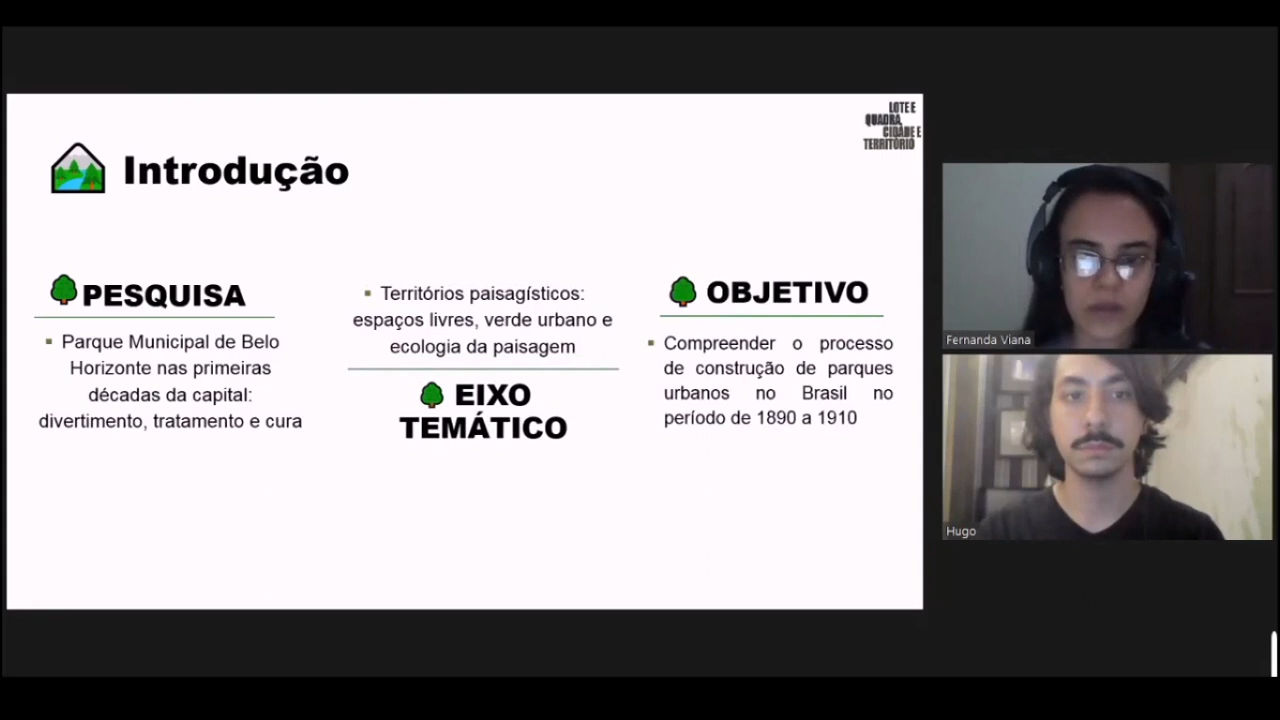 LOTE E
QUADRA,
CIDADE E
TERRITÓRIO
Introdução
PESQUISA
▪ Parque Municipal de Belo
Horizonte nas primeiras
décadas da capital:
divertimento, tratamento e cura
▪ Territórios paisagísticos:
espaços livres, verde urbano e
ecologia da paisagem
EIXO
TEMÁTICO
OBJETIVO
▪ Compreender o processo
de construção de parques
urbanos no Brasil no
período de 1890 a 1910
Fernanda Viana
Hugo